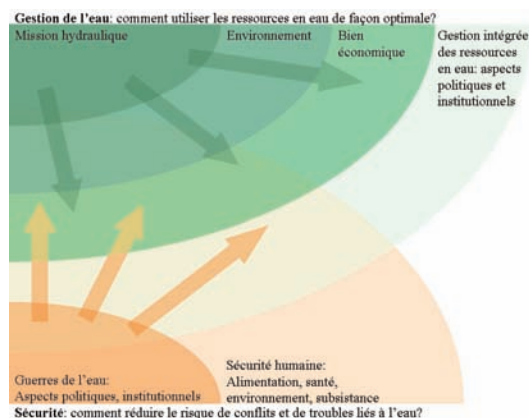 Gestion de l'eau: comment utiliser les ressources en eau de façon optimale?
Mission hydraulique
Environnement
Bien
économique
Gestion intégrée
des ressources
en eau: aspects
politiques et
institutionnels
Guerres de l'eau:
Aspects politiques, institutionnels
Sécurité humaine:
Alimentation, santé,
environnement, subsistance
Sécurité: comment réduire le risque de conflits et de troubles liés à l'eau?